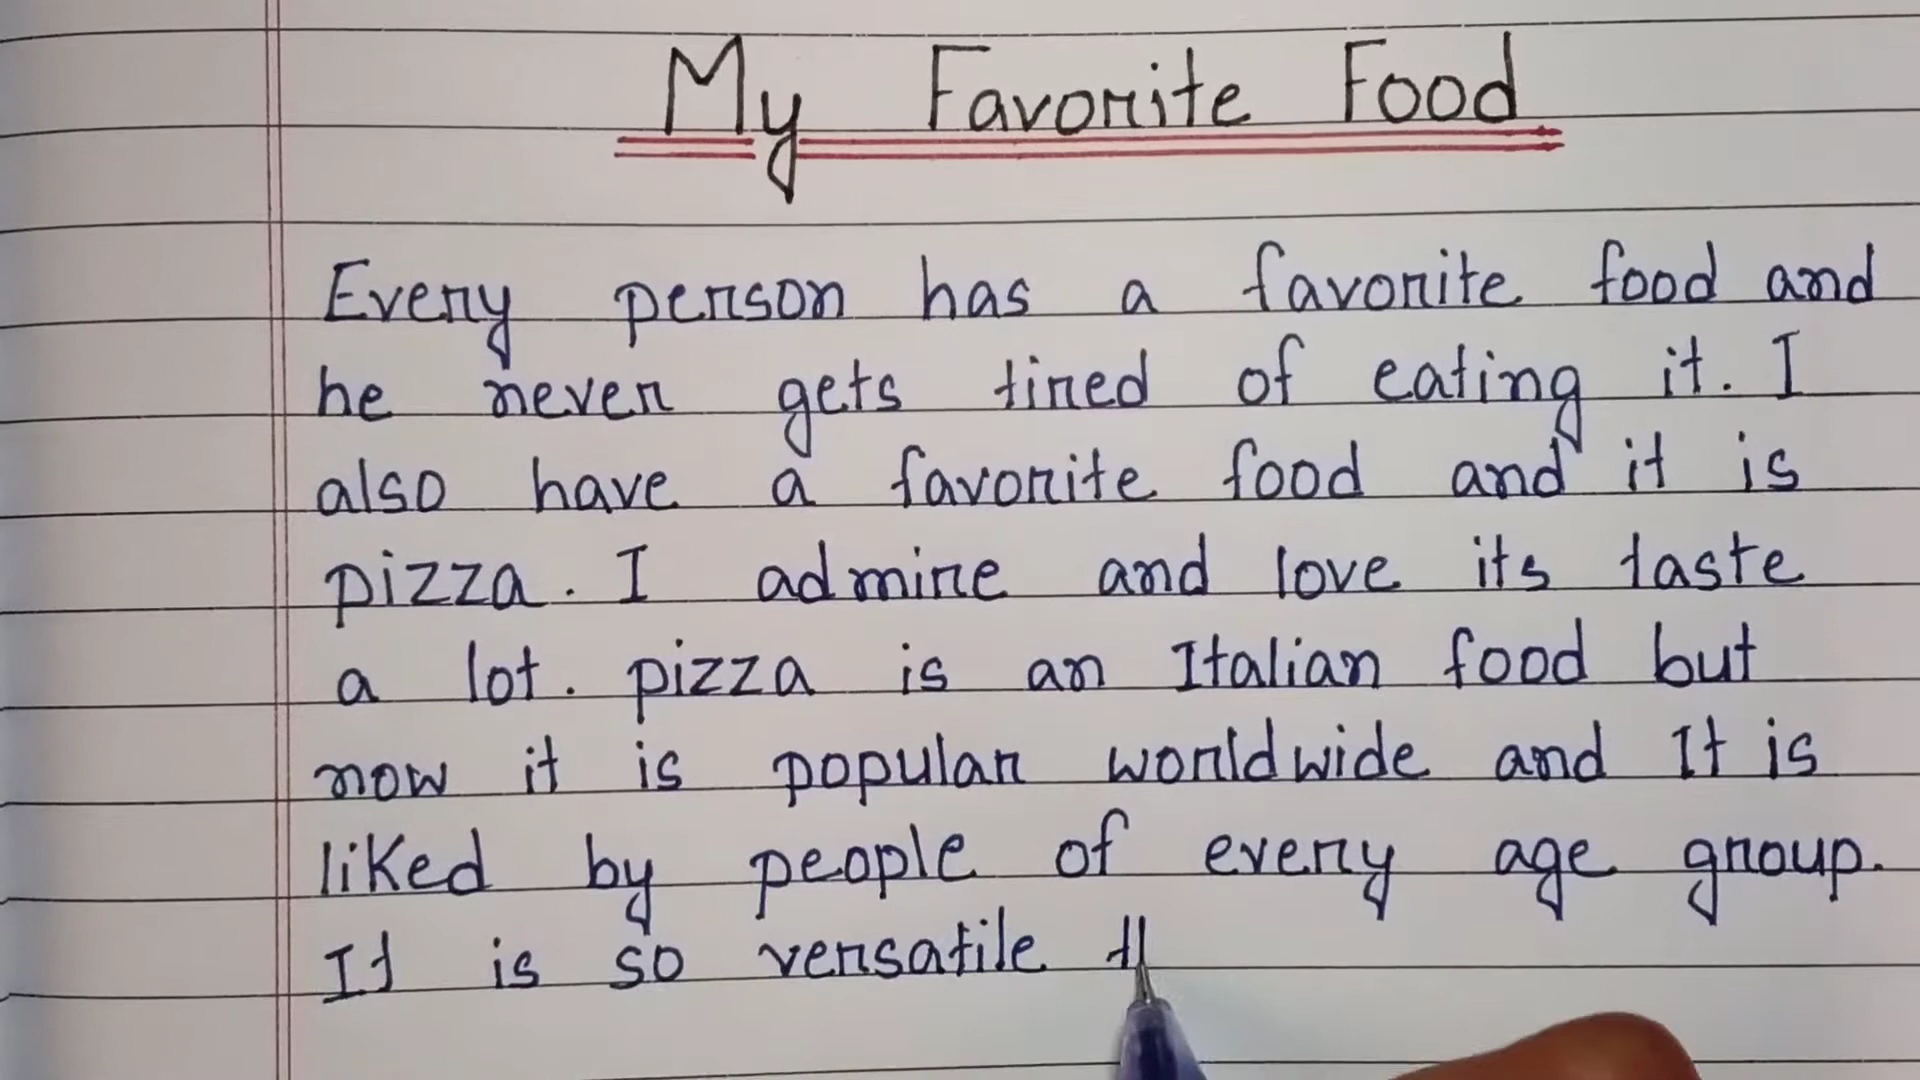 My Favorite Food
Every person has a favorite food and
he never gets tired of eating it. I
also have a favorite food and it is
pizza. I admire and love its taste
a lot. pizza is an Italian food but
now it is popular worldwide and It is
liked by people of every age group.
It is so versatile